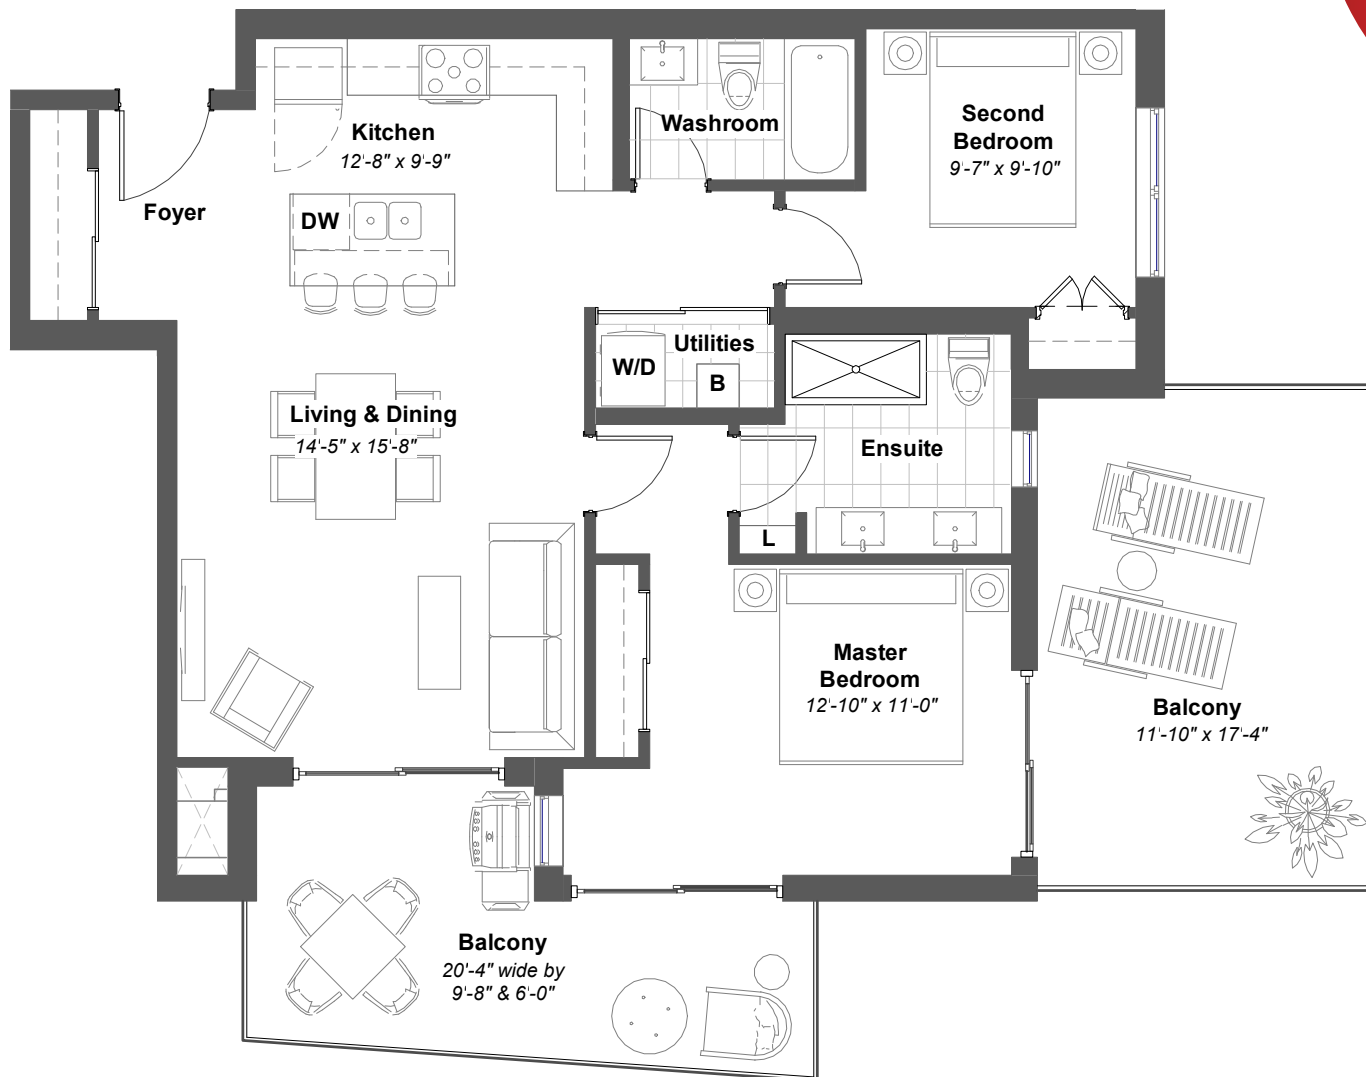 Kitchen
12'-8" x 9'-9"
Washroom
Second
Bedroom
9'-7" x 9'-10"
Foyer
DW
Utilities
W/D
B
Living & Dining
14'-5" x 15'-8"
Ensuite
L
Master
Bedroom
12'-10" x 11'-0"
Balcony
11'-10" x 17'-4"
Balcony
20'-4" wide by
9'-8" & 6'-0"